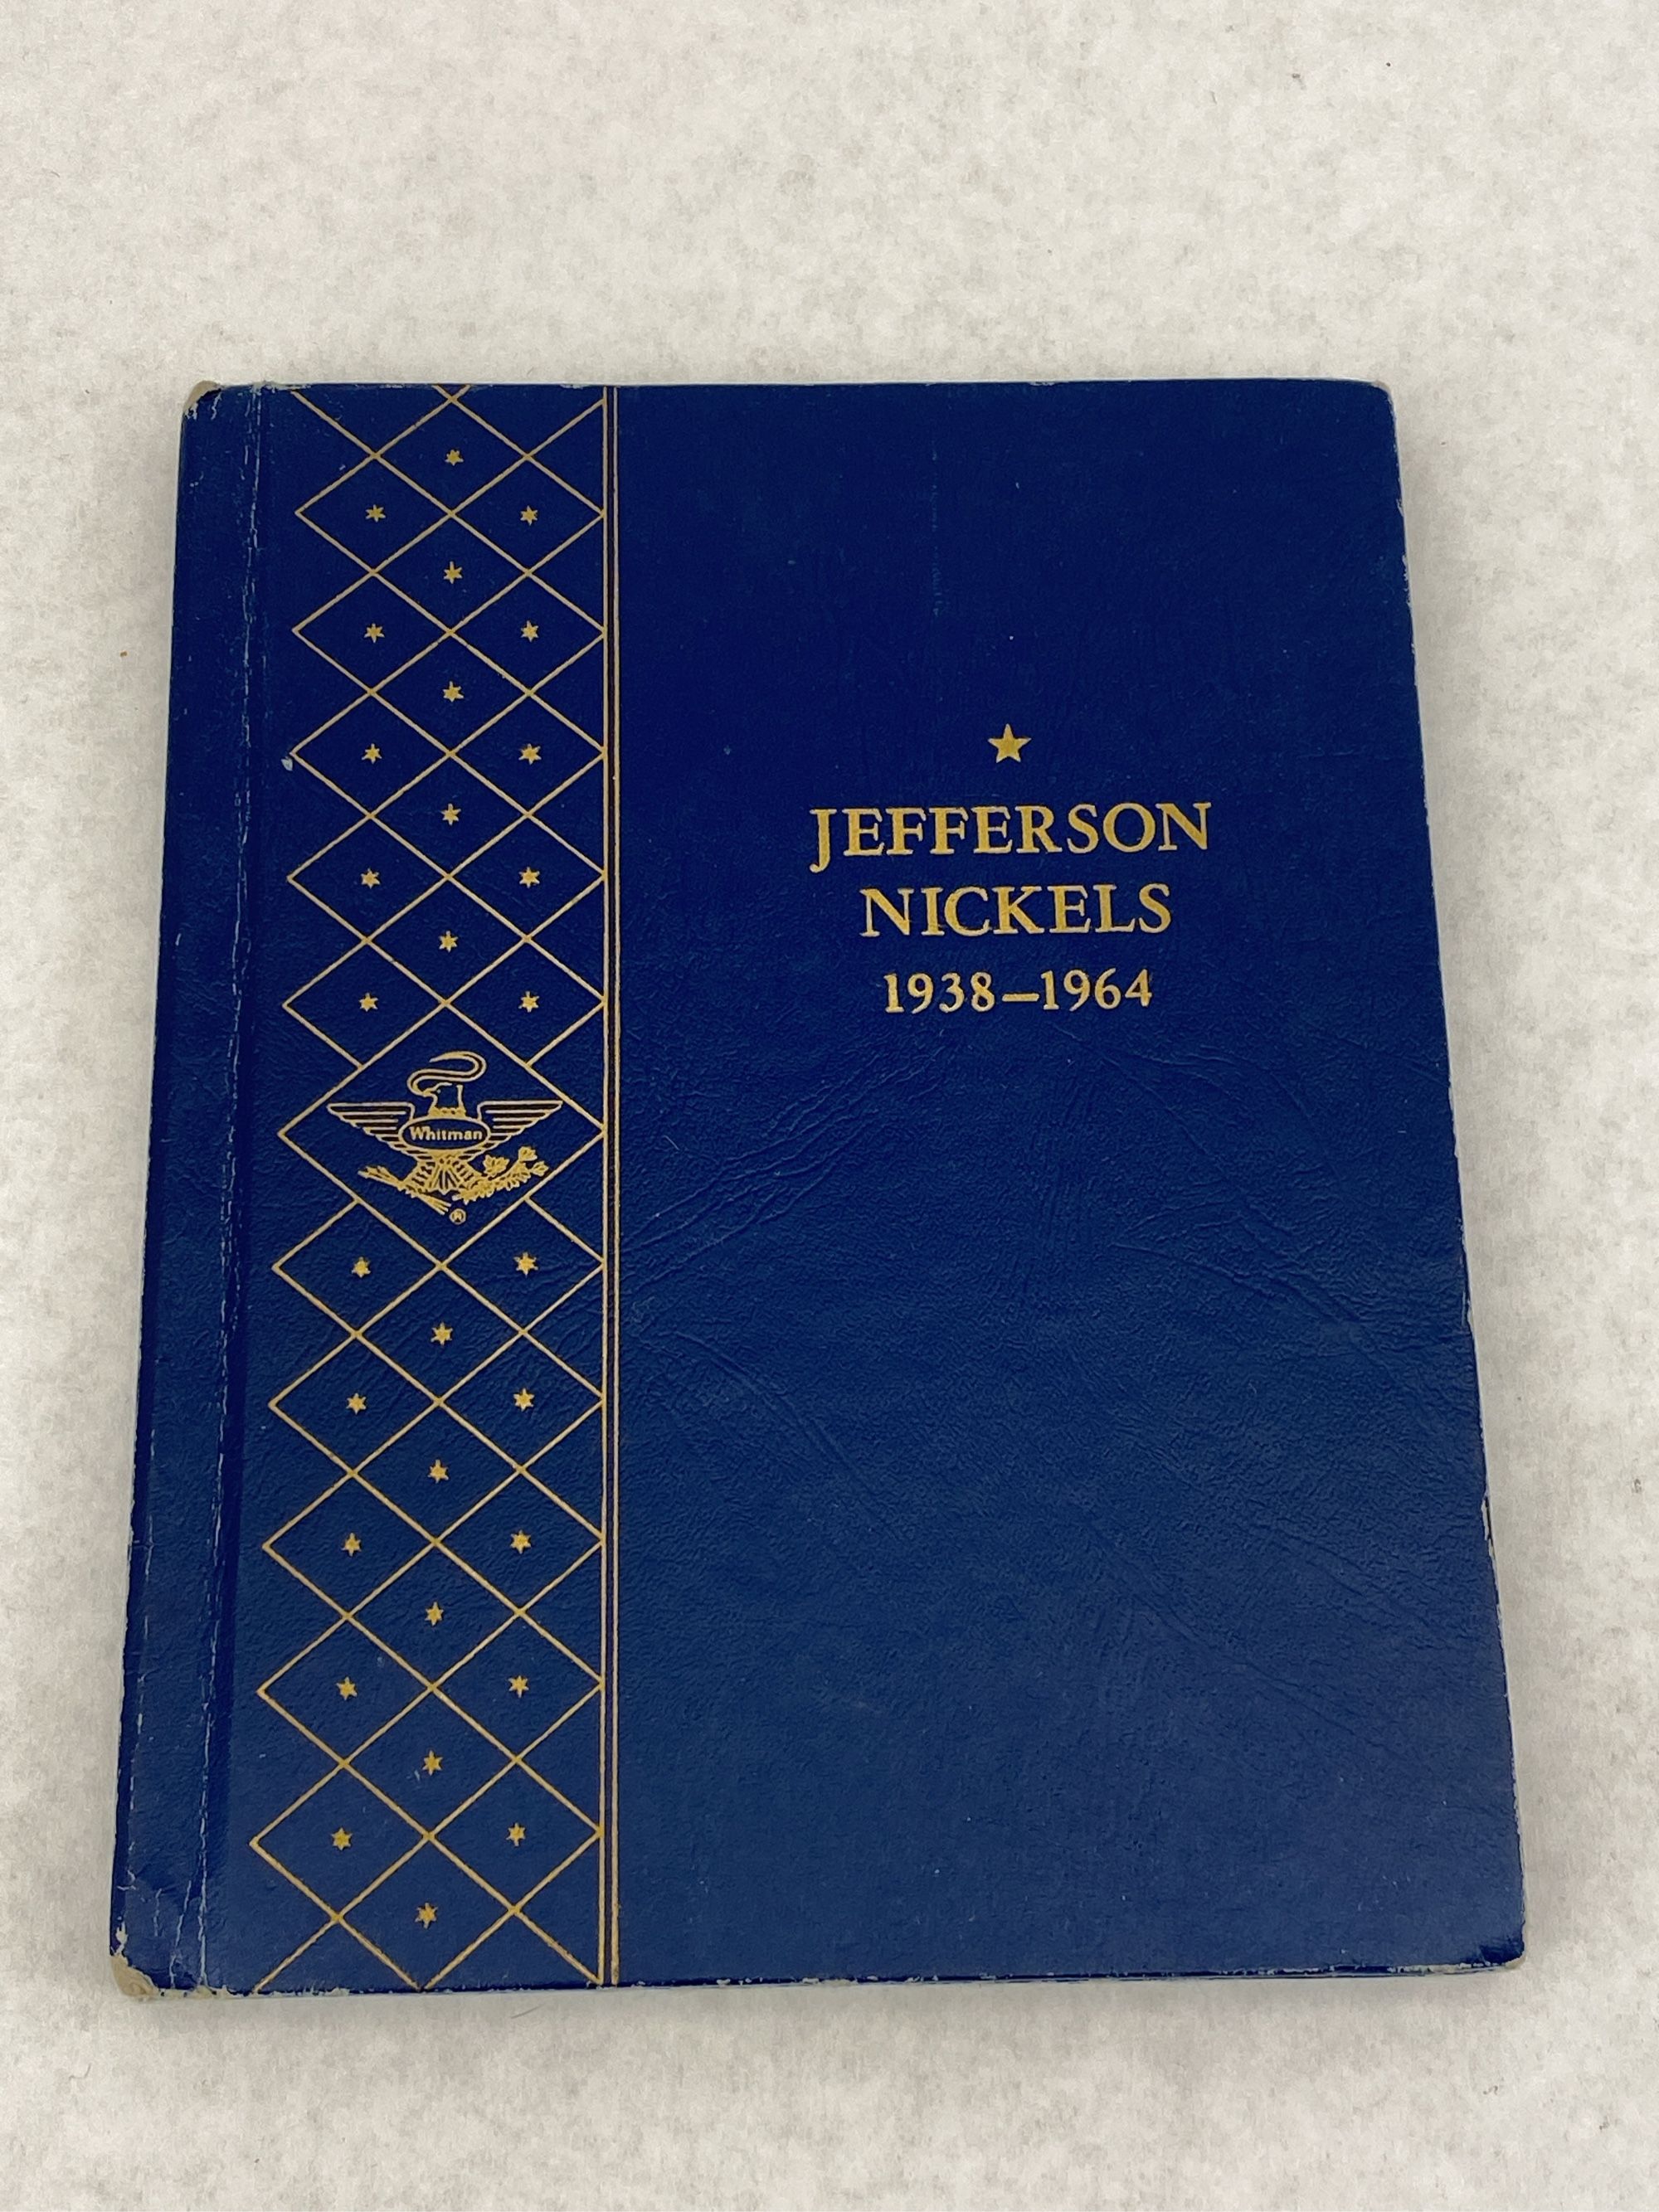 JEFFERSON
NICKELS
1938–1964
Whitman
®